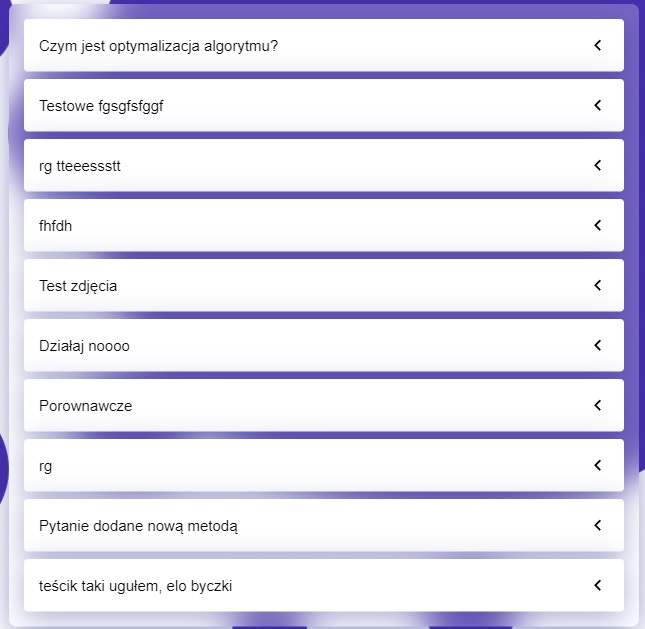 Czym jest optymalizacja algorytmu?
Testowe fgsgfsfggf
rg tteeessstt
fhfdh
Test zdjęcia
Działaj noooo
Porownawcze
rg
Pytanie dodane nową metodą
teścik taki ugułem, elo byczki